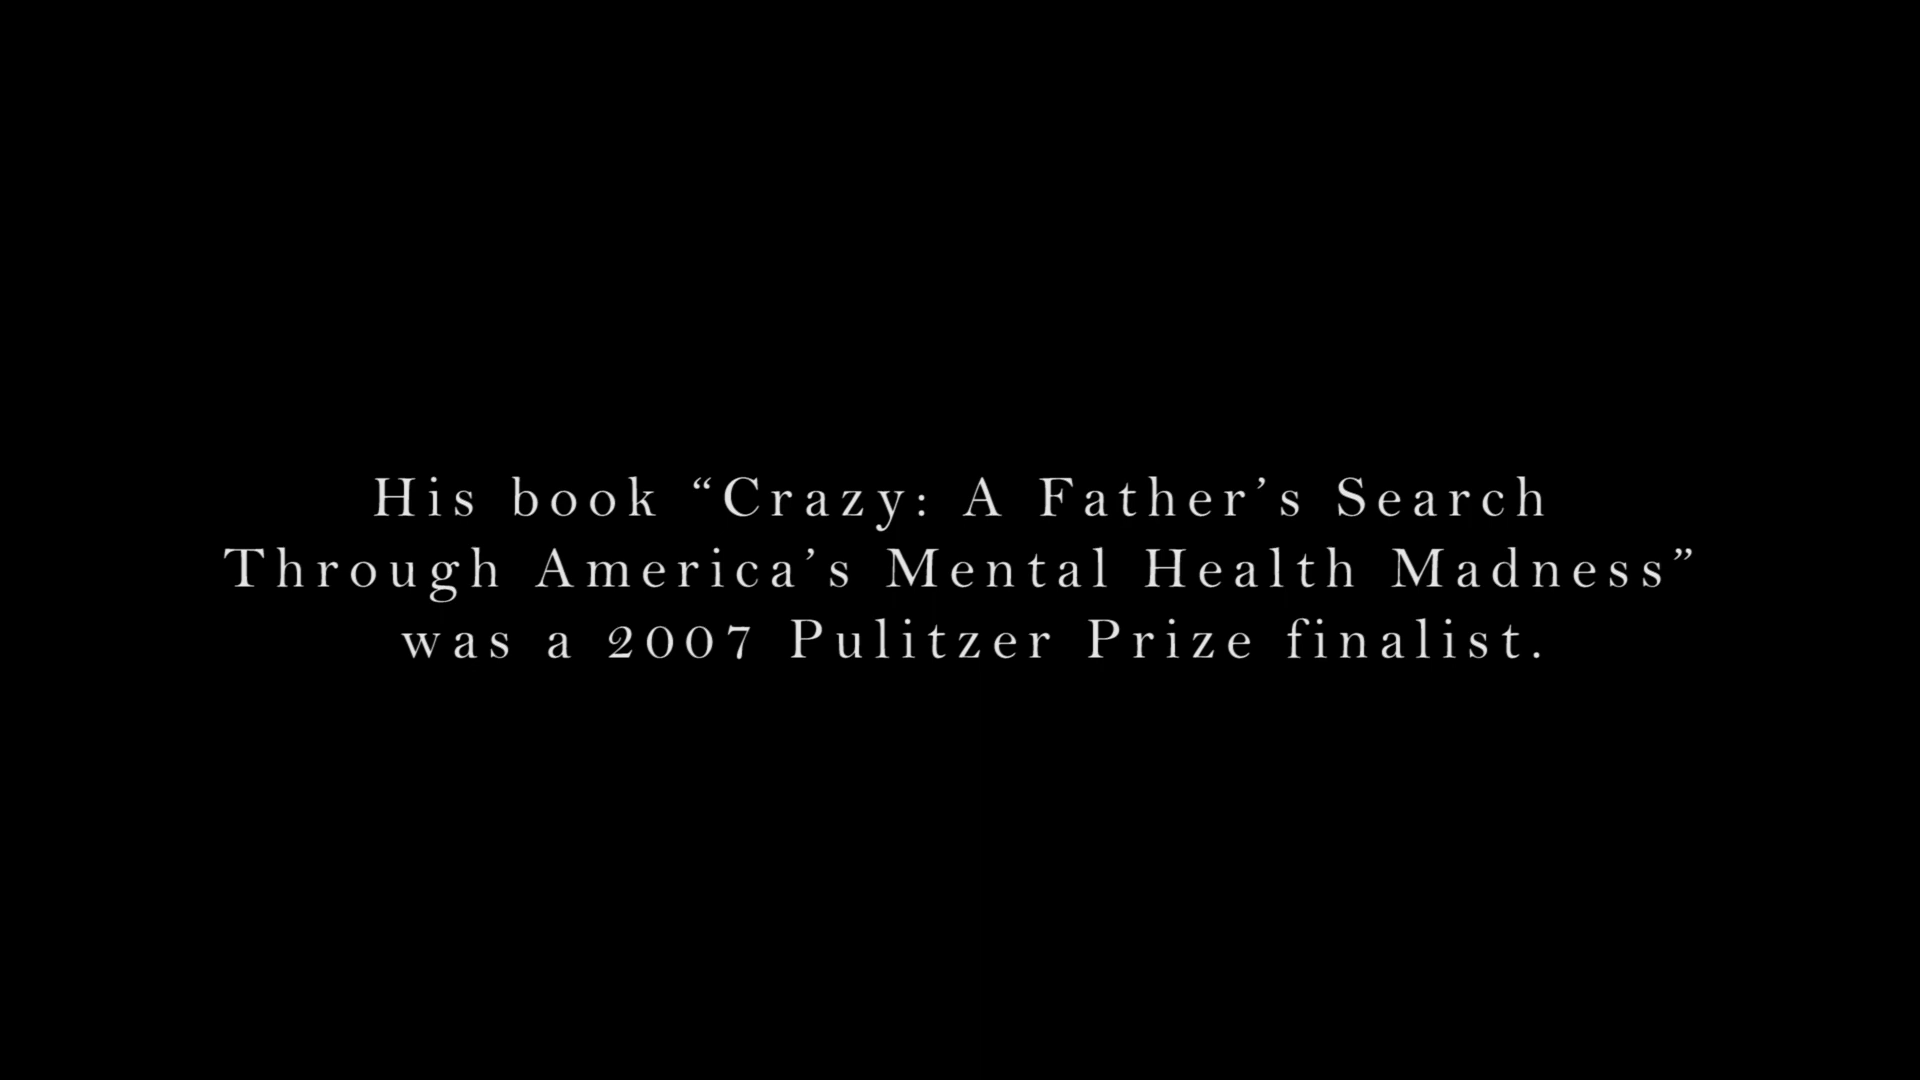 His book “Crazy: A Father’s Search
Through America’s Mental Health Madness”
was a 2007 Pulitzer Prize finalist.